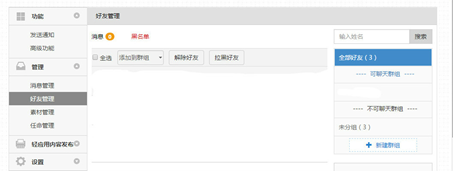 功能
好友管理
发送通知
高级功能
管理
消息管理
好友管理
素材管理
任命管理
轻应用内容发布
设置
消息 0
黑名单
全选
添加到群组
解除好友
拉黑好友
输入姓名
搜索
全部好友（3）
---- 可聊天群组 ----
---- 不可聊天群组 ----
未分组（3）
+ 新建群组